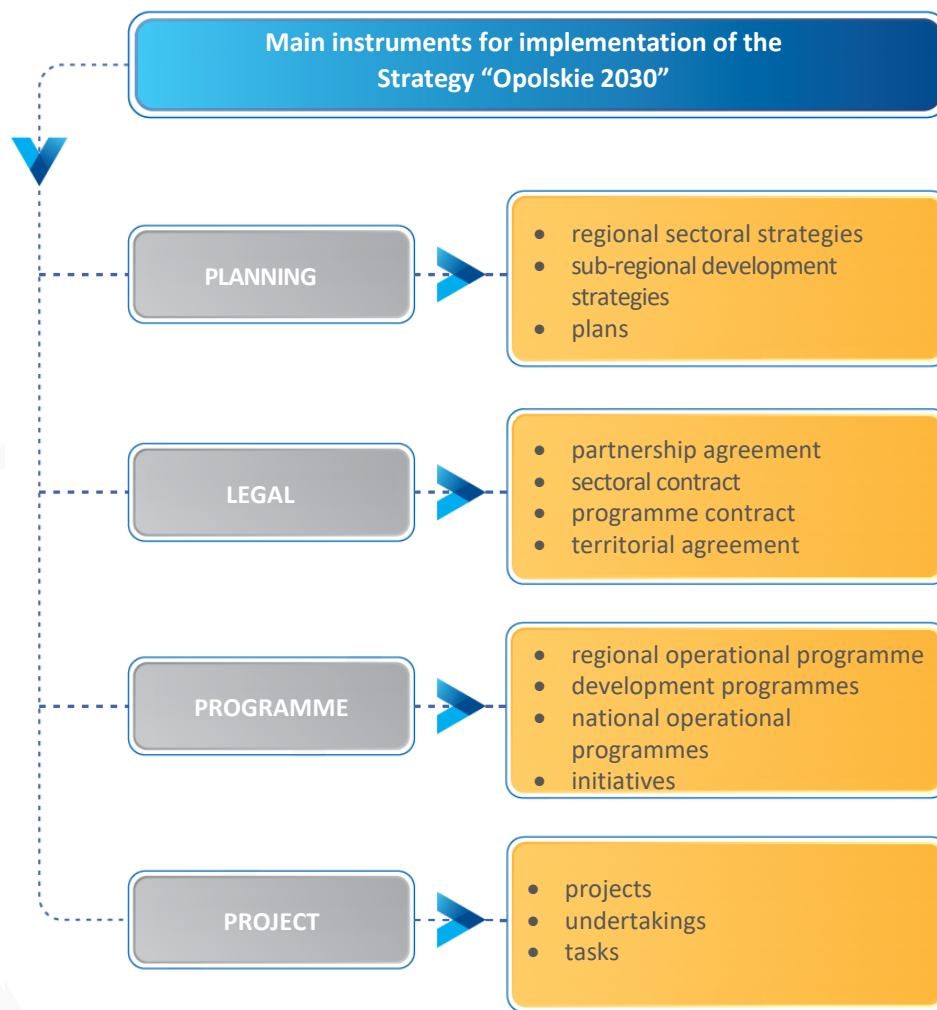 Main instruments for implementation of the
Strategy “Opolskie 2030”
PLANNING
• regional sectoral strategies
• sub-regional development
strategies
• plans
LEGAL
• partnership agreement
• sectoral contract
• programme contract
• territorial agreement
PROGRAMME
• regional operational programme
• development programmes
• national operational
programmes
• initiatives
PROJECT
• projects
• undertakings
• tasks